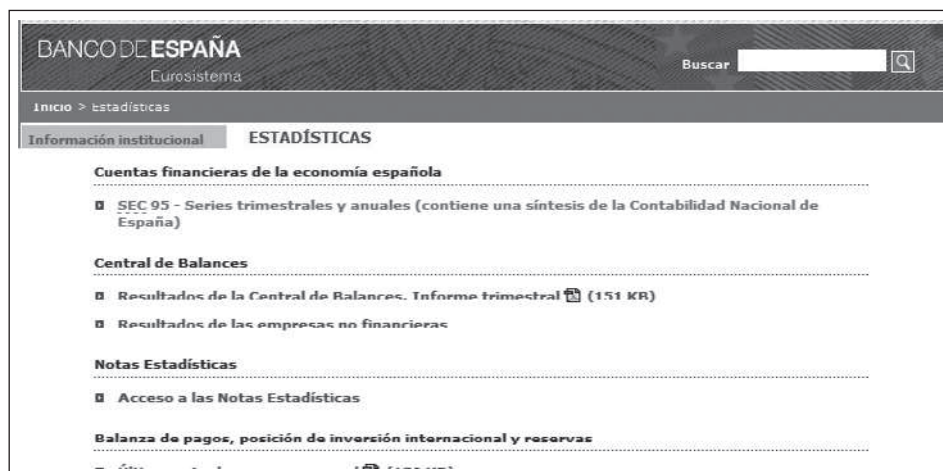 BANCO DE ESPAÑA
Eurosistema
Buscar
Inicio > Estadísticas
Información institucional ESTADÍSTICAS
Cuentas financieras de la economía española
SEC 95 - Series trimestrales y anuales (contiene una síntesis de la Contabilidad Nacional de
España)
Central de Balances
Resultados de la Central de Balances. Informe trimestral (151 KB)
Resultados de las empresas no financieras
Notas Estadísticas
Acceso a las Notas Estadísticas
Balanza de pagos, posición de inversión internacional y reservas